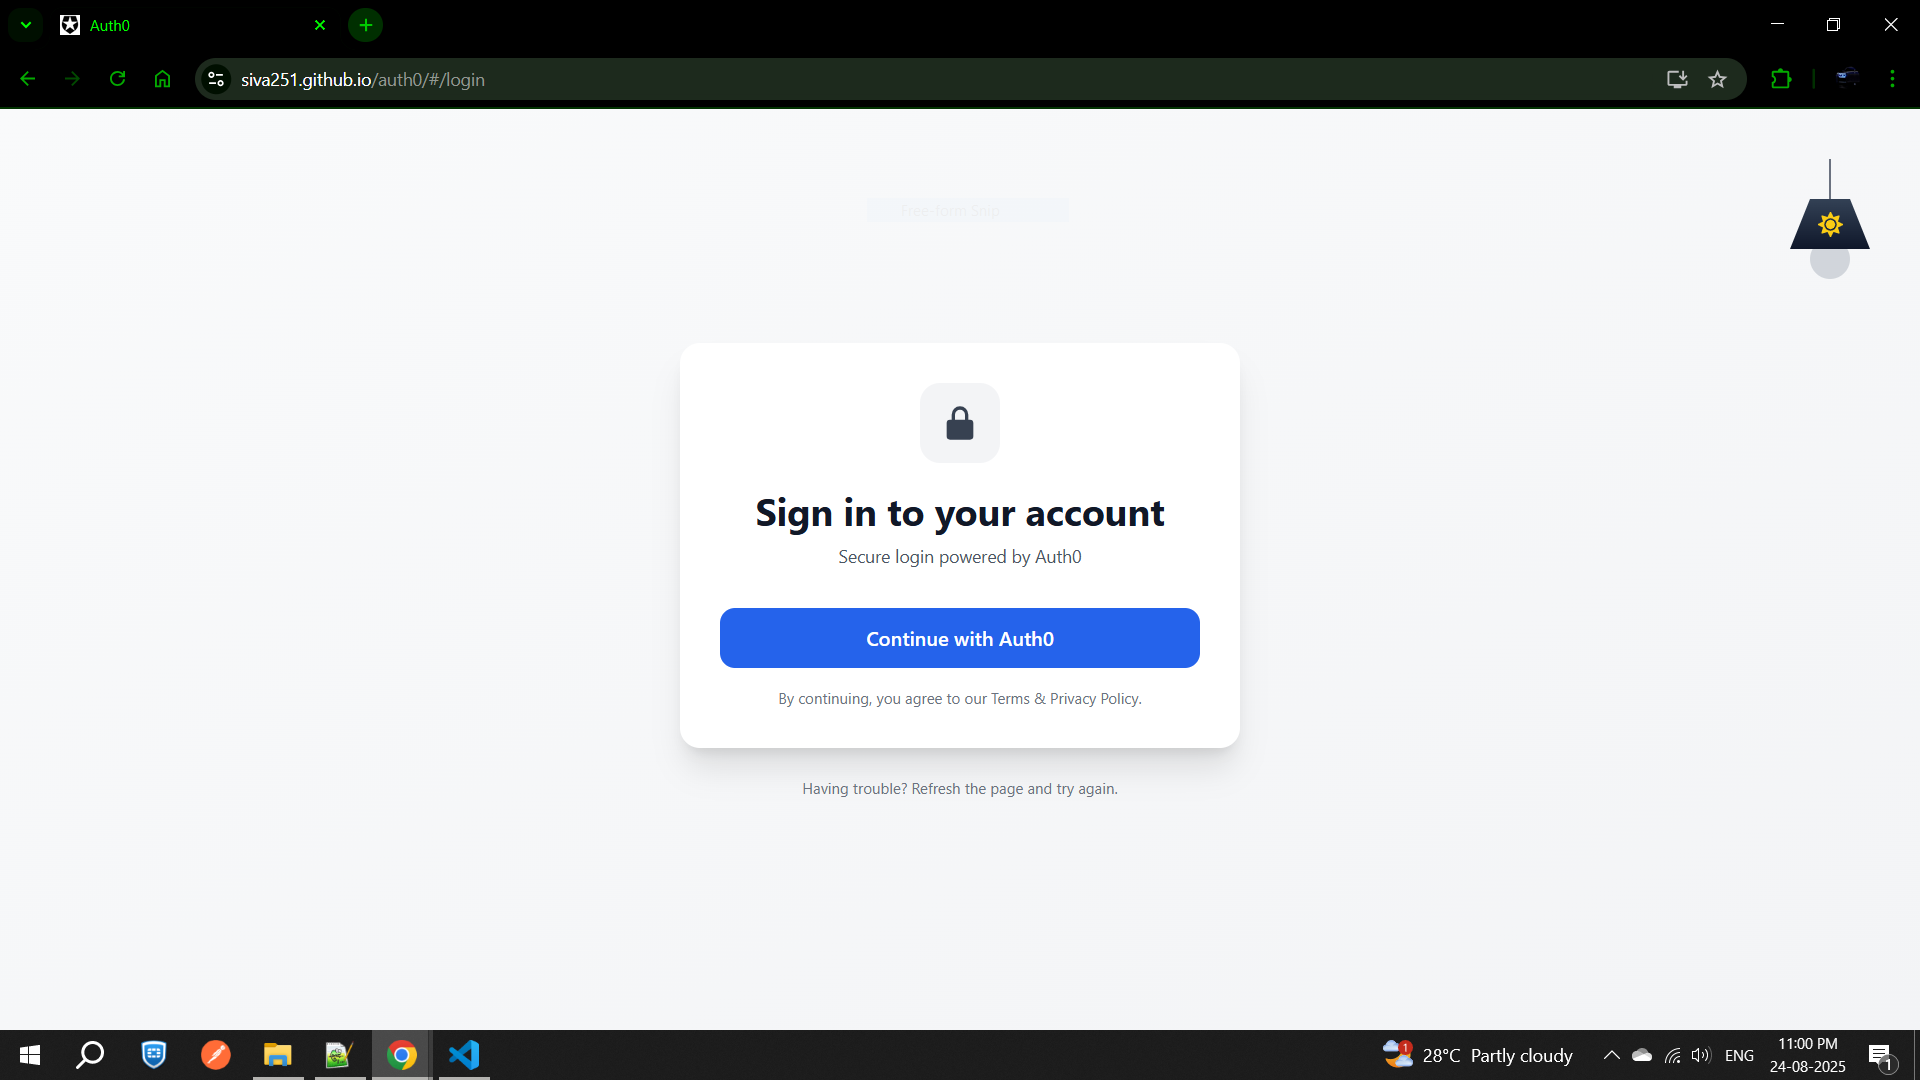 Auth0
siva251.github.io/auth0/#/login
Free-form Snip
Sign in to your account
Secure login powered by Auth0
Continue with Auth0
By continuing, you agree to our Terms & Privacy Policy.
Having trouble? Refresh the page and try again.
1
28°C Partly cloudy
ENG
11:00 PM
24-08-2025
1